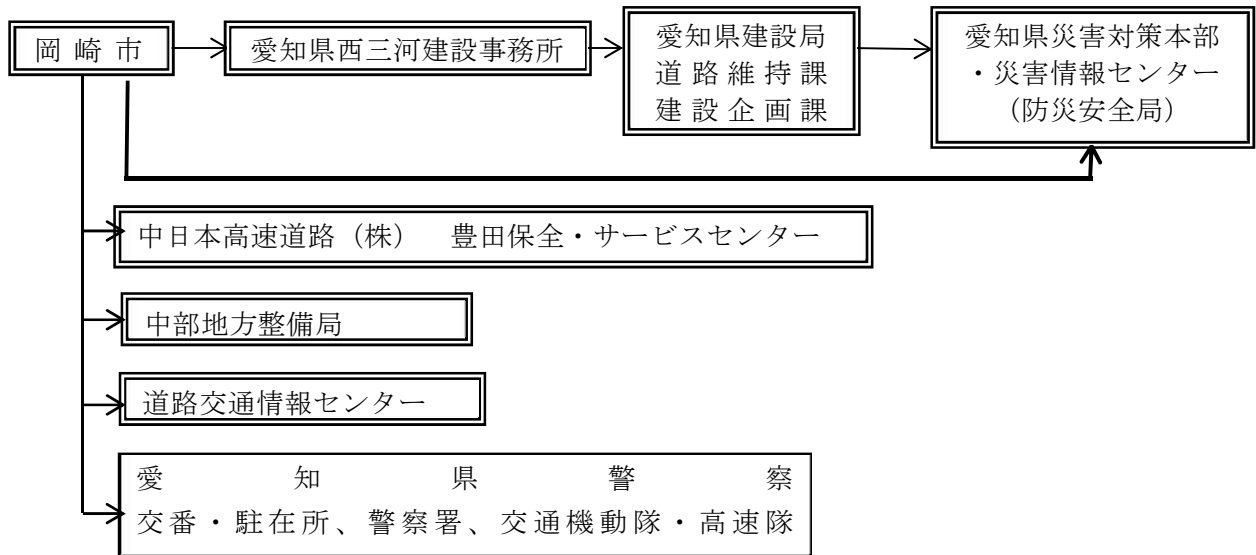 岡崎市
愛知県西三河建設事務所
愛知県建設局
道路維持課
建設企画課
愛知県災害対策本部
・災害情報センター
（防災安全局）
中日本高速道路（株）　豊田保全・サービスセンター
中部地方整備局
道路交通情報センター
愛知県警察
交番・駐在所、警察署、交通機動隊・高速隊